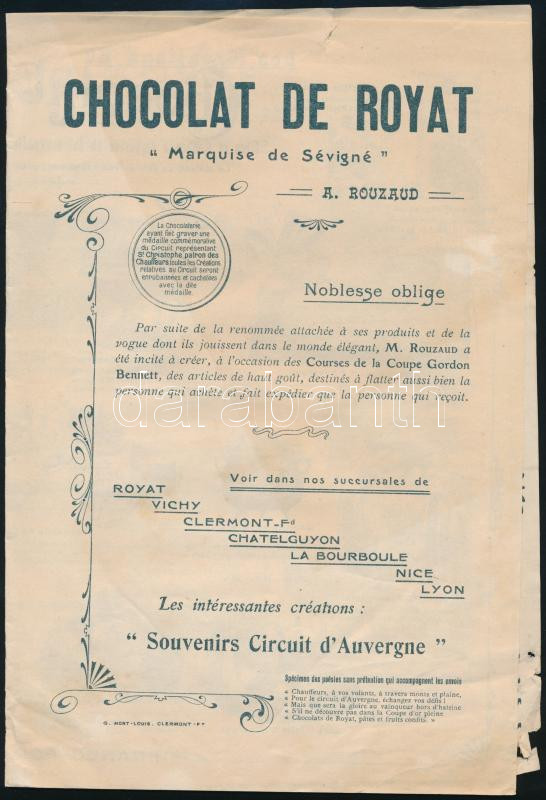 CHOCOLAT DE ROYAT
“ Marquise de Sévigné ”
A. ROUZAUD
La Chocolaterie
ayant fait graver une
médaille commémorative
du Circuit représentant
St Christophe, patron des
Chauffeurs toutes les Créations
relatives au Circuit seront
enrubannées et cachetées
avec la dite
médaille.
Noblesse oblige
Par suite de la renommée attachée à ses produits et de la
vogue dont ils jouissent dans le monde élégant, M. ROUZAUD a
été incité à créer, à l'occasion des Courses de la Coupe Gordon
Bennett, des articles de haut goût, destinés à flatter aussi bien la
personne qui achète et fait expédier que la personne qui reçoit.
darabanth
Voir dans nos succursales de
ROYAT
VICHY
CLERMONT-Fd
CHATELGUYON
LA BOURBOULE
NICE
LYON
Les intéressantes créations :
“ Souvenirs Circuit d'Auvergne ”
Spécimen des poésies sans prétention qui accompagnent les envois
« Chauffeurs, à vos volants, à travers monts et plaine,
« Pour le circuit d'Auvergne, échangez vos défis !
« Mais que sera la gloire au vainqueur hors d'haleine
« S'il ne découvre pas dans la Coupe d'or pleine
« Chocolats de Royat, pâtes et fruits confits. »
G. MONT-LOUIS. CLERMONT-Fd